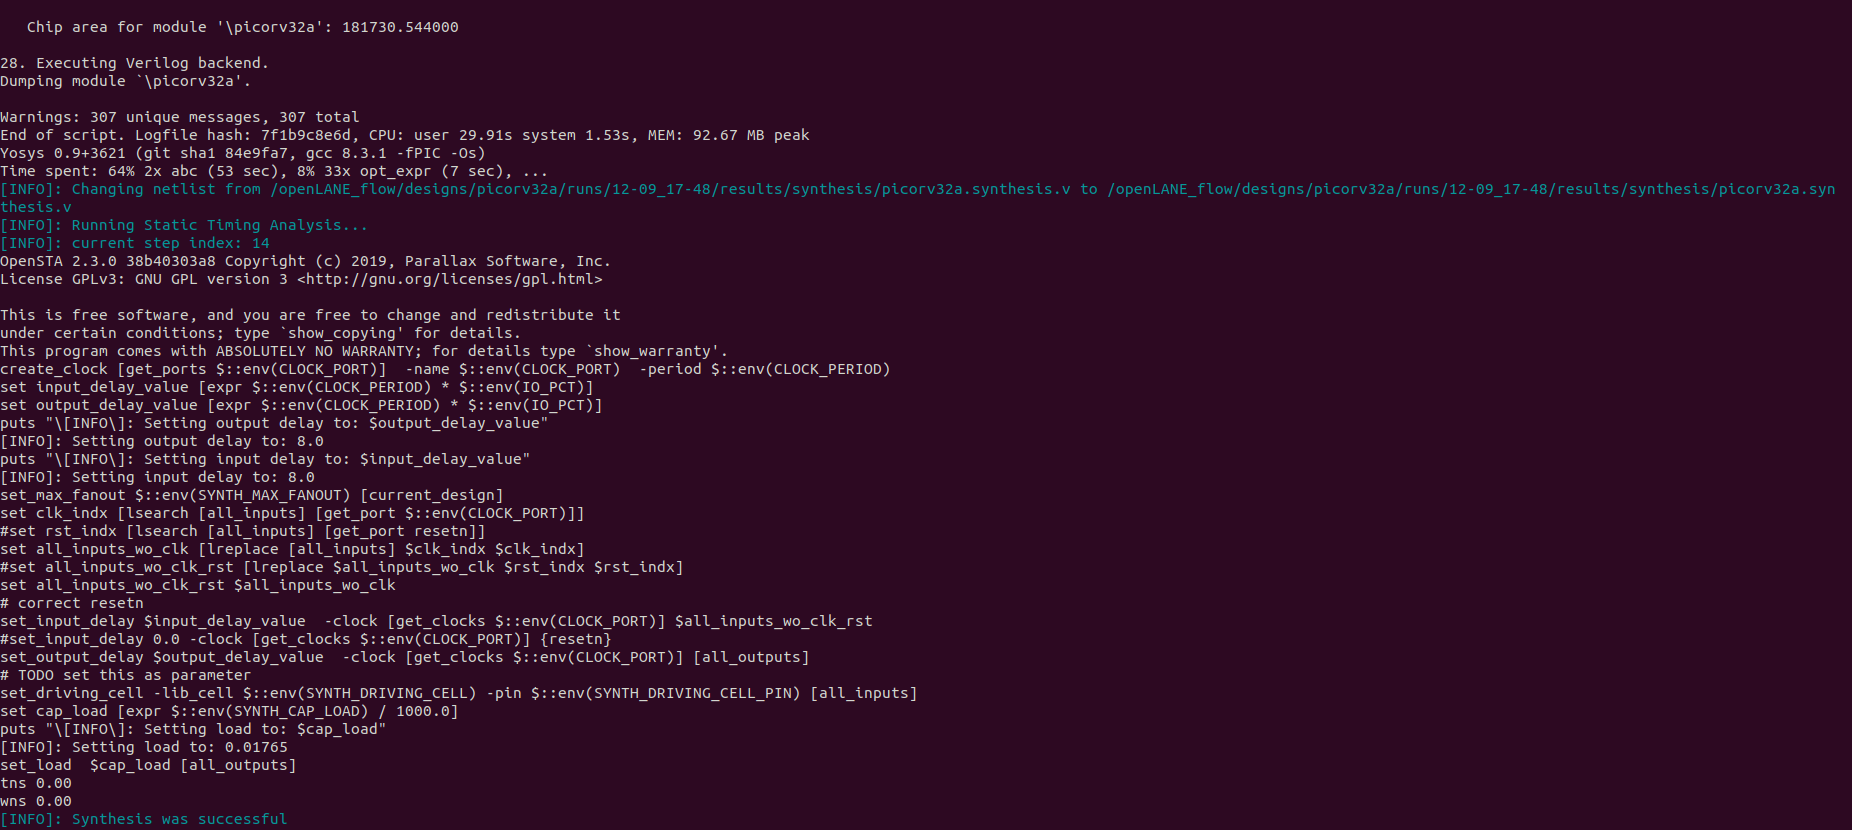 Chip area for module '\picorv32a': 181730.544000
28. Executing Verilog backend.
Dumping module `\picorv32a'.
Warnings: 307 unique messages, 307 total
End of script. Logfile hash: 7f1b9c8e6d, CPU: user 29.91s system 1.53s, MEM: 92.67 MB peak
Yosys 0.9+3621 (git sha1 84e9fa7, gcc 8.3.1 -fPIC -Os)
Time spent: 64% 2x abc (53 sec), 8% 33x opt_expr (7 sec), ...
[INFO]: Changing netlist from /openLANE_flow/designs/picorv32a/runs/12-09_17-48/results/synthesis/picorv32a.synthesis.v to /openLANE_flow/designs/picorv32a/runs/12-09_17-48/results/synthesis/picorv32a.syn
thesis.v
[INFO]: Running Static Timing Analysis...
[INFO]: current step index: 14
OpenSTA 2.3.0 38b40303a8 Copyright (c) 2019, Parallax Software, Inc.
License GPLv3: GNU GPL version 3 <http://gnu.org/licenses/gpl.html>
This is free software, and you are free to change and redistribute it
under certain conditions; type `show_copying' for details.
This program comes with ABSOLUTELY NO WARRANTY; for details type `show_warranty'.
create_clock [get_ports $::env(CLOCK_PORT)]  -name $::env(CLOCK_PORT)  -period $::env(CLOCK_PERIOD)
set input_delay_value [expr $::env(CLOCK_PERIOD) * $::env(IO_PCT)]
set output_delay_value [expr $::env(CLOCK_PERIOD) * $::env(IO_PCT)]
puts "\[INFO\]: Setting output delay to: $output_delay_value"
[INFO]: Setting output delay to: 8.0
puts "\[INFO\]: Setting input delay to: $input_delay_value"
[INFO]: Setting input delay to: 8.0
set_max_fanout $::env(SYNTH_MAX_FANOUT) [current_design]
set clk_indx [lsearch [all_inputs] [get_port $::env(CLOCK_PORT)]]
#set rst_indx [lsearch [all_inputs] [get_port resetn]]
set all_inputs_wo_clk [lreplace [all_inputs] $clk_indx $clk_indx]
#set all_inputs_wo_clk_rst [lreplace $all_inputs_wo_clk $rst_indx $rst_indx]
set all_inputs_wo_clk_rst $all_inputs_wo_clk
# correct resetn
set_input_delay $input_delay_value  -clock [get_clocks $::env(CLOCK_PORT)] $all_inputs_wo_clk_rst
#set_input_delay 0.0 -clock [get_clocks $::env(CLOCK_PORT)] {resetn}
set_output_delay $output_delay_value  -clock [get_clocks $::env(CLOCK_PORT)] [all_outputs]
# TODO set this as parameter
set_driving_cell -lib_cell $::env(SYNTH_DRIVING_CELL) -pin $::env(SYNTH_DRIVING_CELL_PIN) [all_inputs]
set cap_load [expr $::env(SYNTH_CAP_LOAD) / 1000.0]
puts "\[INFO\]: Setting load to: $cap_load"
[INFO]: Setting load to: 0.01765
set_load  $cap_load [all_outputs]
tns 0.00
wns 0.00
[INFO]: Synthesis was successful